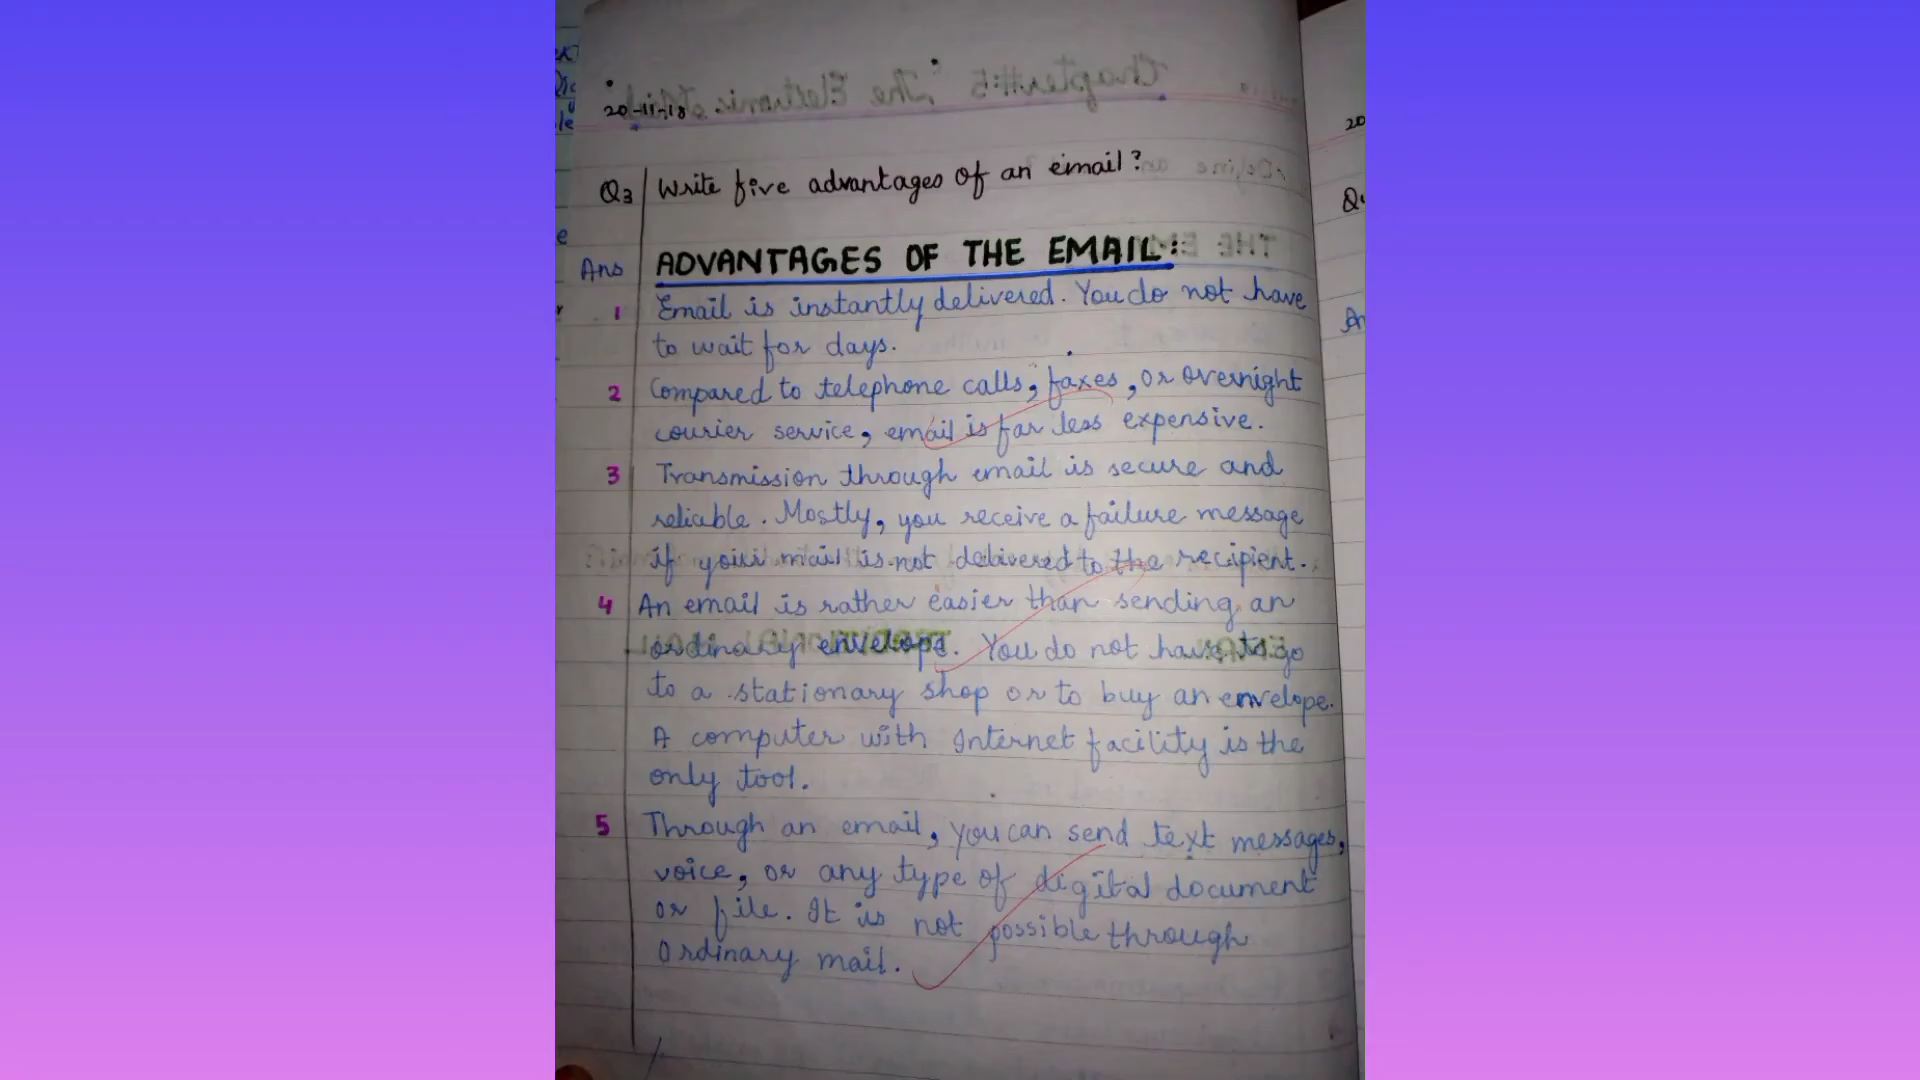 20-11-18
Q3 Write five advantages of an email?
Ans ADVANTAGES OF THE EMAIL:
1 Email is instantly delivered. You do not have
to wait for days.
2 Compared to telephone calls, faxes, or overnight
courier service, email is far less expensive.
3 Transmission through email is secure and
reliable. Mostly, you receive a failure message
if your mail is not delivered to the recipient.
4 An email is rather easier than sending an
ordinary envelope. You do not have to go
to a stationary shop or to buy an envelope.
A computer with Internet facility is the
only tool.
5 Through an email, you can send text messages,
voice, or any type of digital document
or file. It is not possible through
ordinary mail.